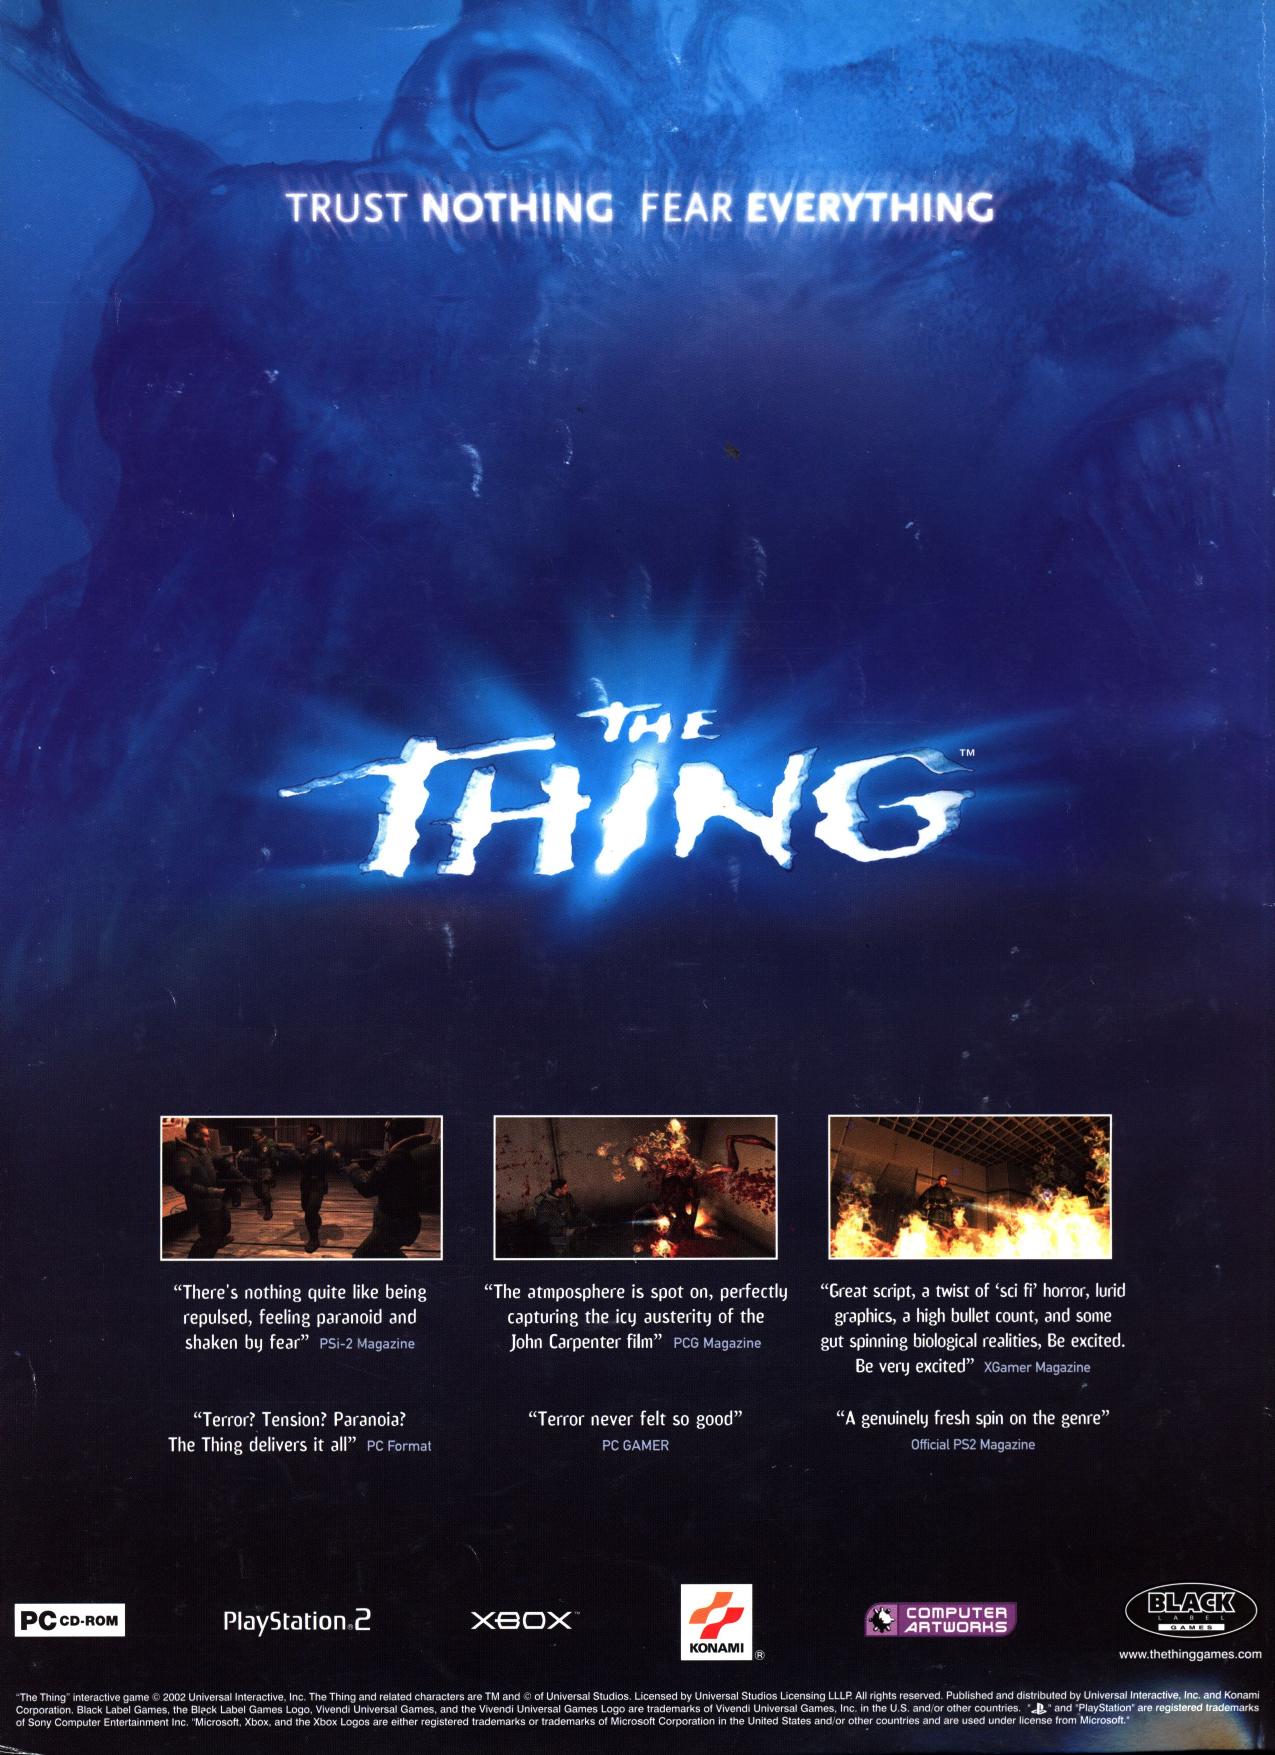 TRUST NOTHING FEAR EVERYTHING
THE
THING™
“There's nothing quite like being
repulsed, feeling paranoid and
shaken by fear” PSi-2 Magazine
“The atmposphere is spot on, perfectly
capturing the icy austerity of the
John Carpenter film” PCG Magazine
“Great script, a twist of ‘sci fi’ horror, lurid
graphics, a high bullet count, and some
gut spinning biological realities, Be excited.
Be very excited” XGamer Magazine
“Terror? Tension? Paranoia?
The Thing delivers it all” PC Format
“Terror never felt so good”
PC GAMER
“A genuinely fresh spin on the genre”
Official PS2 Magazine
PC CD-ROM
PlayStation®2
XBOX™
KONAMI®
COMPUTER
ARTWORKS
BLACK
LABEL
GAMES
www.thethinggames.com
"The Thing" interactive game © 2002 Universal Interactive, Inc. The Thing and related characters are TM and © of Universal Studios. Licensed by Universal Studios Licensing LLLP. All rights reserved. Published and distributed by Universal Interactive, Inc. and Konami
Corporation. Black Label Games, the Black Label Games Logo, Vivendi Universal Games, and the Vivendi Universal Games Logo are trademarks of Vivendi Universal Games, Inc. in the U.S. and/or other countries. " " and "PlayStation" are registered trademarks
of Sony Computer Entertainment Inc. "Microsoft, Xbox, and the Xbox Logos are either registered trademarks or trademarks of Microsoft Corporation in the United States and/or other countries and are used under license from Microsoft."